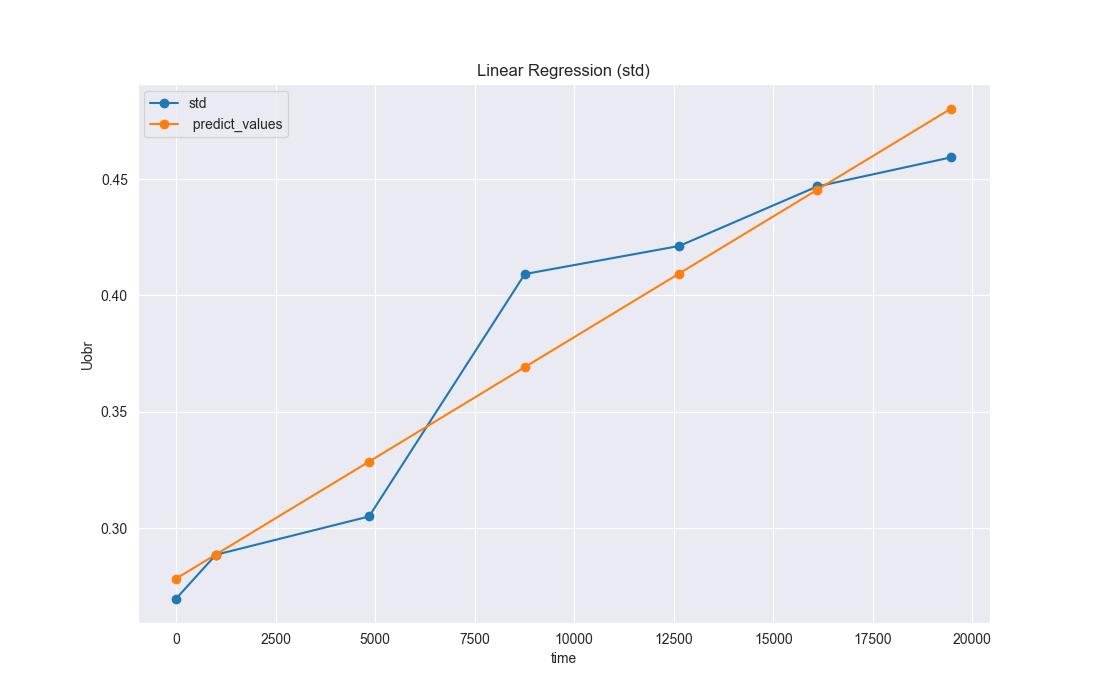 Linear Regression (std)
std
predict_values
0.45
0.40
0.35
0.30
Uobr
0 2500 5000 7500 10000 12500 15000 17500 20000
time